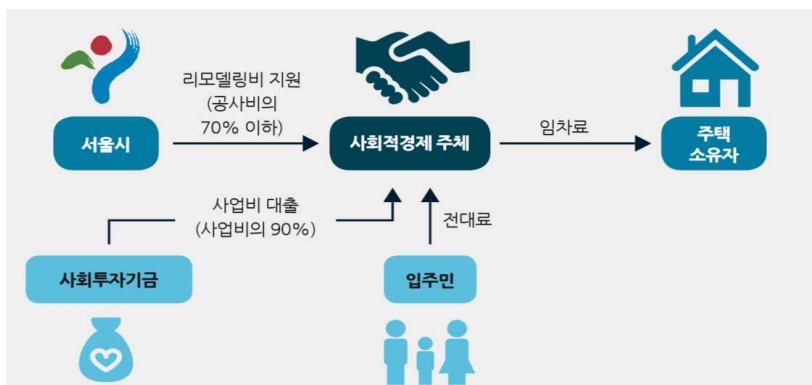 리모델링비 지원
(공사비의
70% 이하)
서울시
사회적경제 주체
임차료
주택
소유자
사업비 대출
(사업비의 90%)
전대료
사회투자기금
입주민